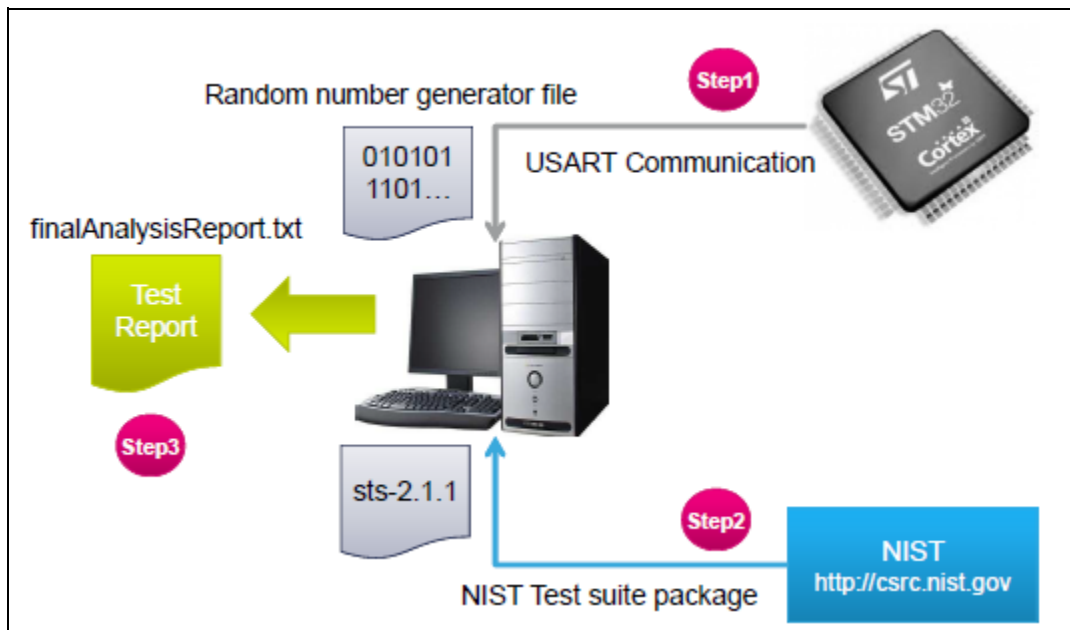 Step1
Random number generator file
010101
1101...
USART Communication
STM32
Cortex
finalAnalysisReport.txt
Test
Report
Step3
sts-2.1.1
Step2
NIST
http://csrc.nist.gov
NIST Test suite package